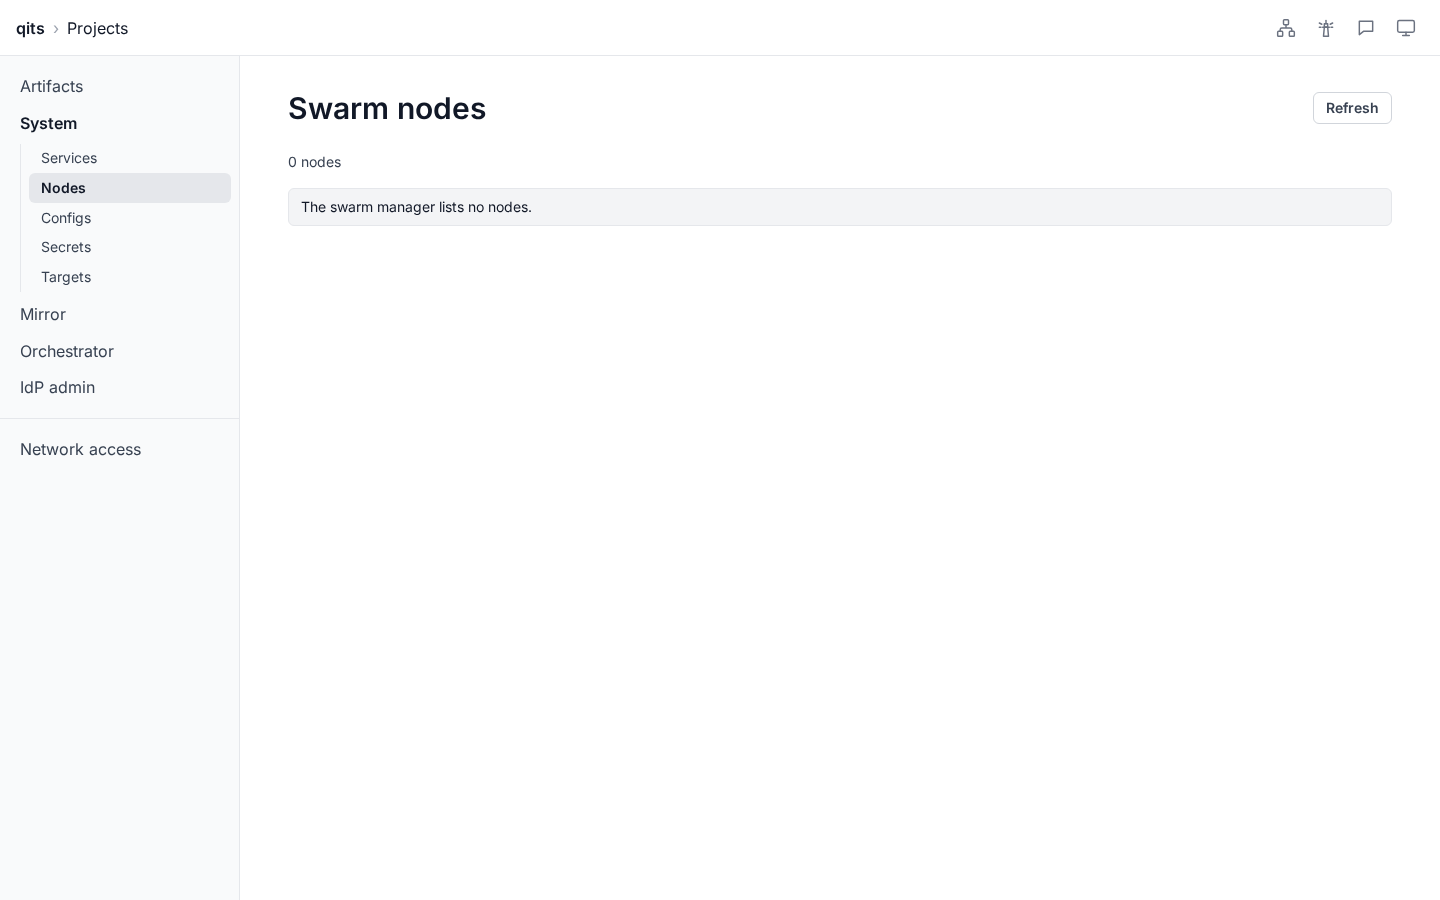 qits › Projects
Artifacts
System
Services
Nodes
Configs
Secrets
Targets
Mirror
Orchestrator
IdP admin
Network access
Swarm nodes
Refresh
0 nodes
The swarm manager lists no nodes.